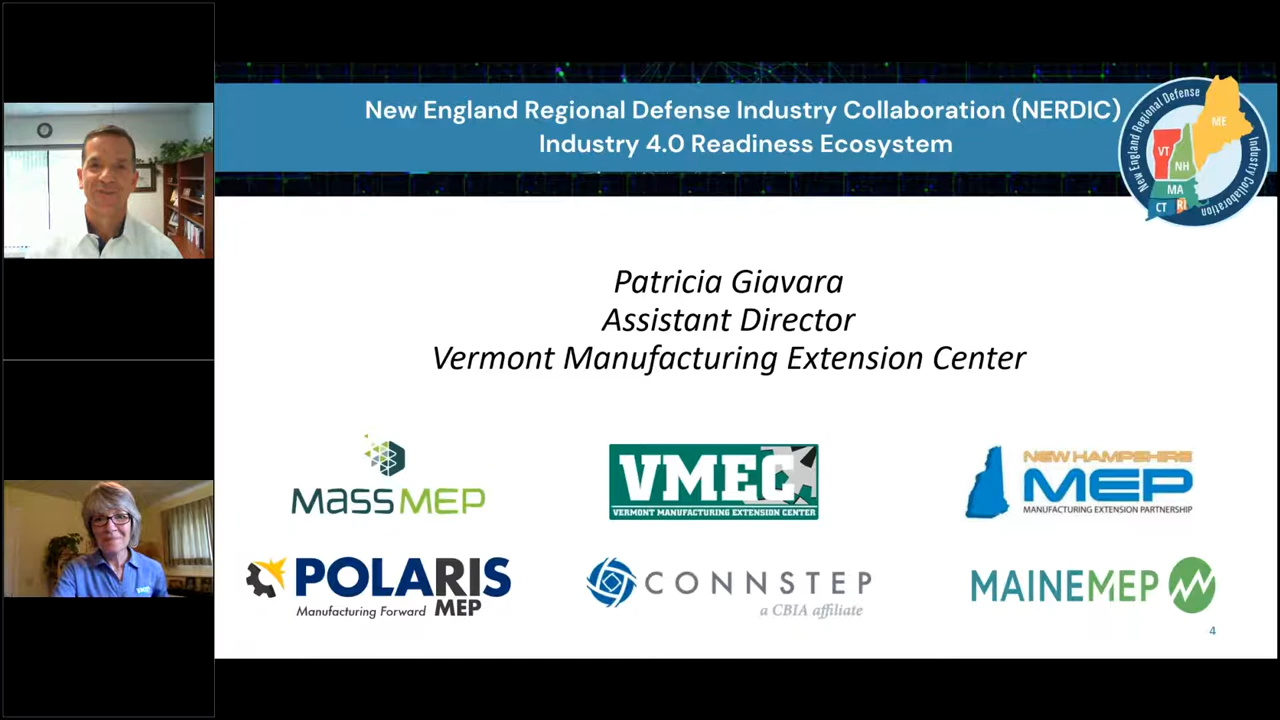 New England Regional Defense Industry Collaboration (NERDIC)
Industry 4.0 Readiness Ecosystem
New England Regional Defense
Industry Collaboration
ME
VT
NH
MA
CT
RI
Patricia Giavara
Assistant Director
Vermont Manufacturing Extension Center
MASSMEP
VMEC
VERMONT MANUFACTURING EXTENSION CENTER
NEW HAMPSHIRE
MEP
MANUFACTURING EXTENSION PARTNERSHIP
POLARIS
Manufacturing Forward MEP
CONNSTEP
a CBIA affiliate
MAINEMEP
4